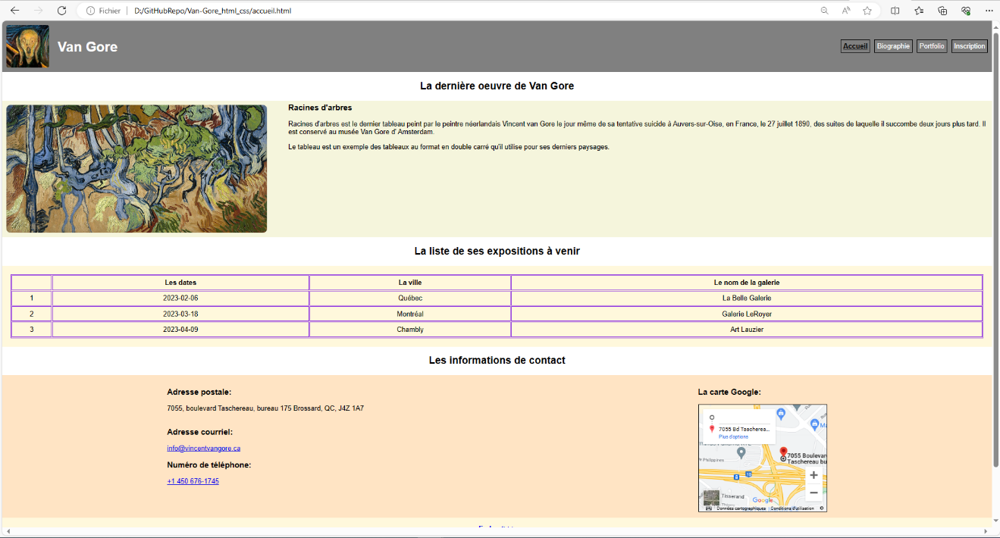 Fichier D:/GitHubRepo/Van-Gore_html_css/accueil.html
Van Gore
Accueil Biographie Portfolio Inscription
La dernière oeuvre de Van Gore
Racines d'arbres
Racines d'arbres est le dernier tableau peint par le peintre néerlandais Vincent van Gore le jour même de sa tentative suicide à Auvers-sur-Oise, en France, le 27 juillet 1890, des suites de laquelle il succombe deux jours plus tard. Il
est conservé au musée Van Gore d' Amsterdam.
Le tableau est un exemple des tableaux au format en double carré qu'il utilise pour ses derniers paysages.
La liste de ses expositions à venir
Les dates La ville Le nom de la galerie
1 2023-02-06 Québec La Belle Galerie
2 2023-03-18 Montréal Galerie LeRoyer
3 2023-04-09 Chambly Art Lauzier
Les informations de contact
Adresse postale:
7055, boulevard Taschereau, bureau 175 Brossard, QC, J4Z 1A7
Adresse courriel:
info@vincentvangore.ca
Numéro de téléphone:
+1 450 676-1745
La carte Google:
7055 Bd Tascherea...
Plus d'options
7055 Boulevar
Taschereau bu
Philippines
10
Tisserand
Google
Données cartographiques Conditions d'utilisation